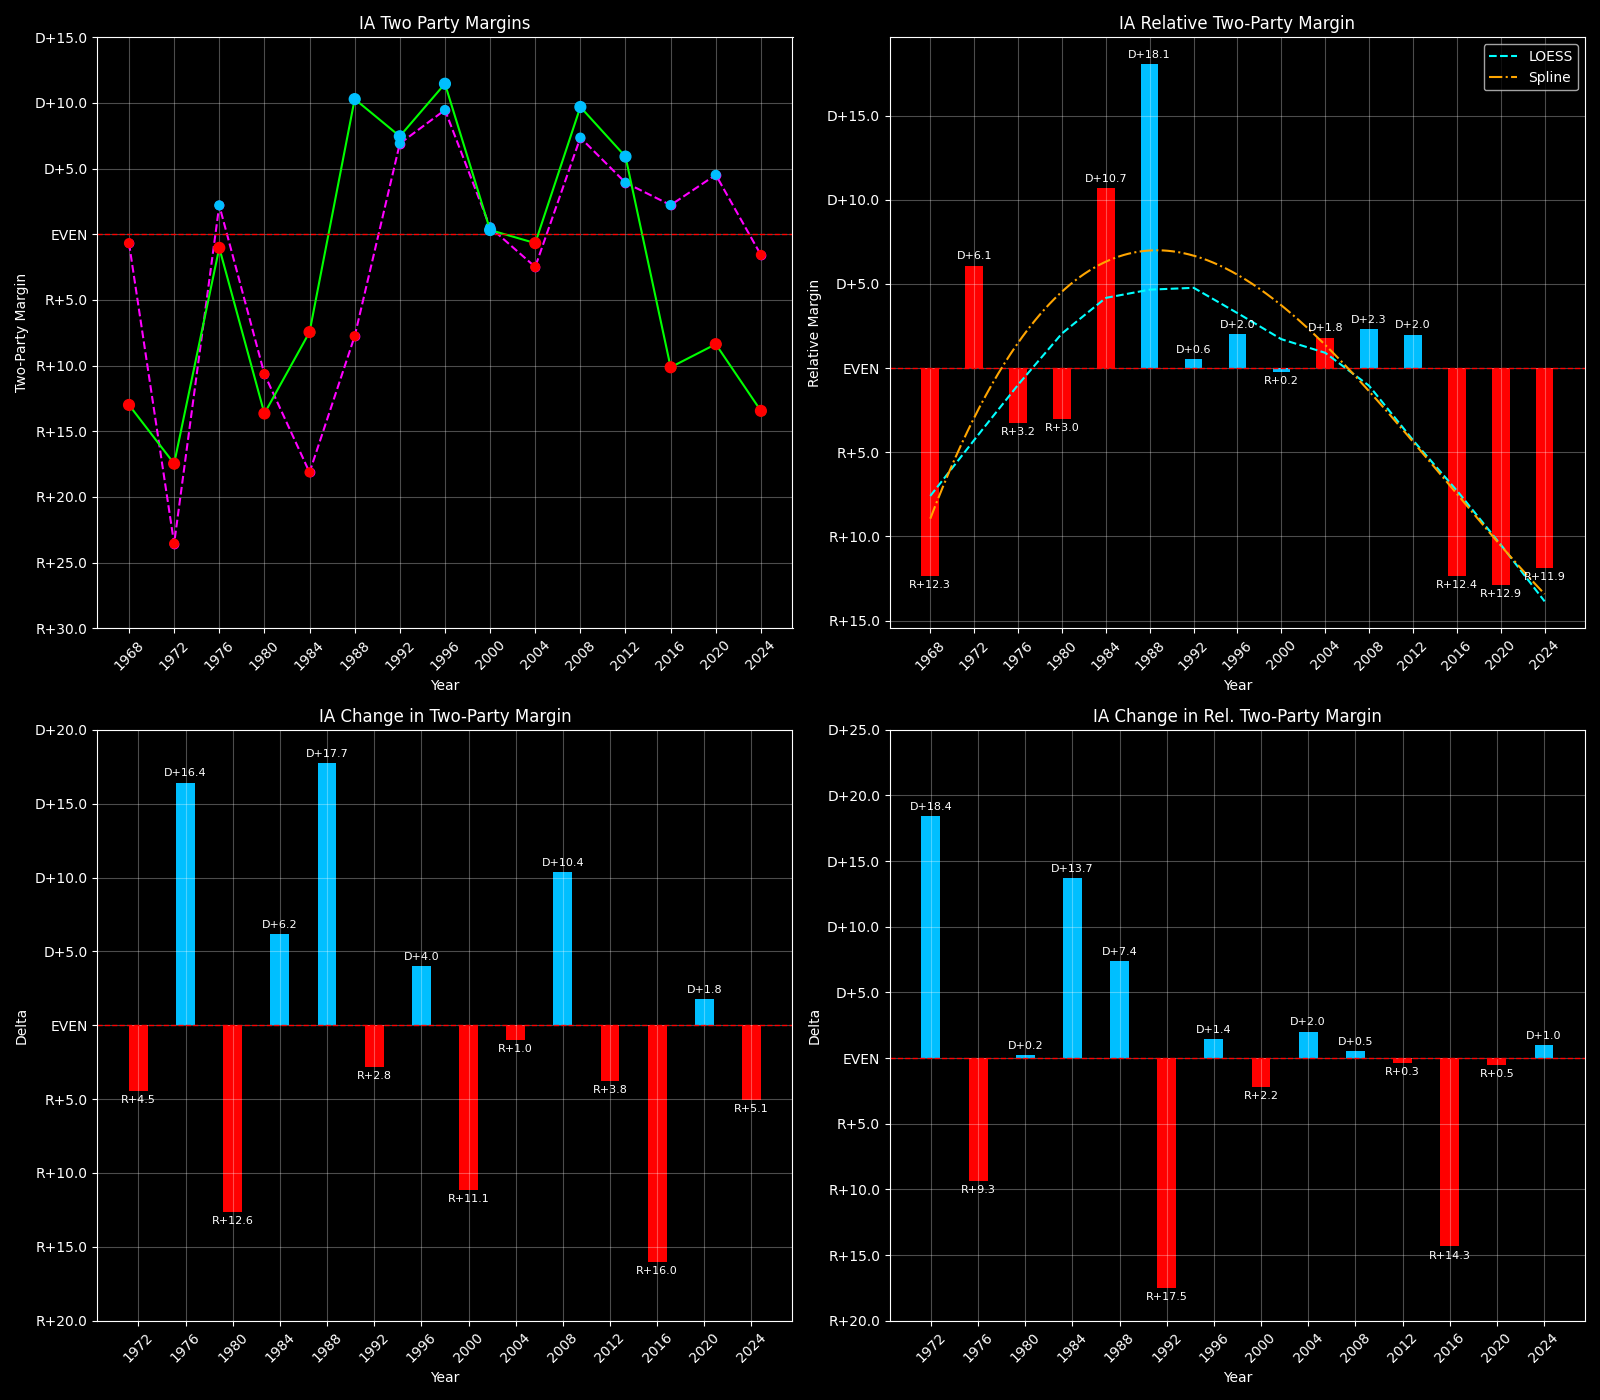 IA Two Party Margins
D+15.0
D+10.0
D+5.0
EVEN
R+5.0
R+10.0
R+15.0
R+20.0
R+25.0
R+30.0
Two-Party Margin
1968
1972
1976
1980
1984
1988
1992
1996
2000
2004
2008
2012
2016
2020
2024
Year
IA Relative Two-Party Margin
LOESS
Spline
D+15.0
D+10.0
D+5.0
EVEN
R+5.0
R+10.0
R+15.0
Relative Margin
R+12.3
D+6.1
R+3.2
R+3.0
D+10.7
D+18.1
D+0.6
D+2.0
R+0.2
D+1.8
D+2.3
D+2.0
R+12.4
R+12.9
R+11.9
1968
1972
1976
1980
1984
1988
1992
1996
2000
2004
2008
2012
2016
2020
2024
Year
IA Change in Two-Party Margin
D+20.0
D+15.0
D+10.0
D+5.0
EVEN
R+5.0
R+10.0
R+15.0
R+20.0
Delta
R+4.5
D+16.4
R+12.6
D+6.2
D+17.7
R+2.8
D+4.0
R+11.1
R+1.0
D+10.4
R+3.8
R+16.0
D+1.8
R+5.1
1972
1976
1980
1984
1988
1992
1996
2000
2004
2008
2012
2016
2020
2024
Year
IA Change in Rel. Two-Party Margin
D+25.0
D+20.0
D+15.0
D+10.0
D+5.0
EVEN
R+5.0
R+10.0
R+15.0
R+20.0
Delta
D+18.4
R+9.3
D+0.2
D+13.7
D+7.4
R+17.5
D+1.4
R+2.2
D+2.0
D+0.5
R+0.3
R+14.3
R+0.5
D+1.0
1972
1976
1980
1984
1988
1992
1996
2000
2004
2008
2012
2016
2020
2024
Year